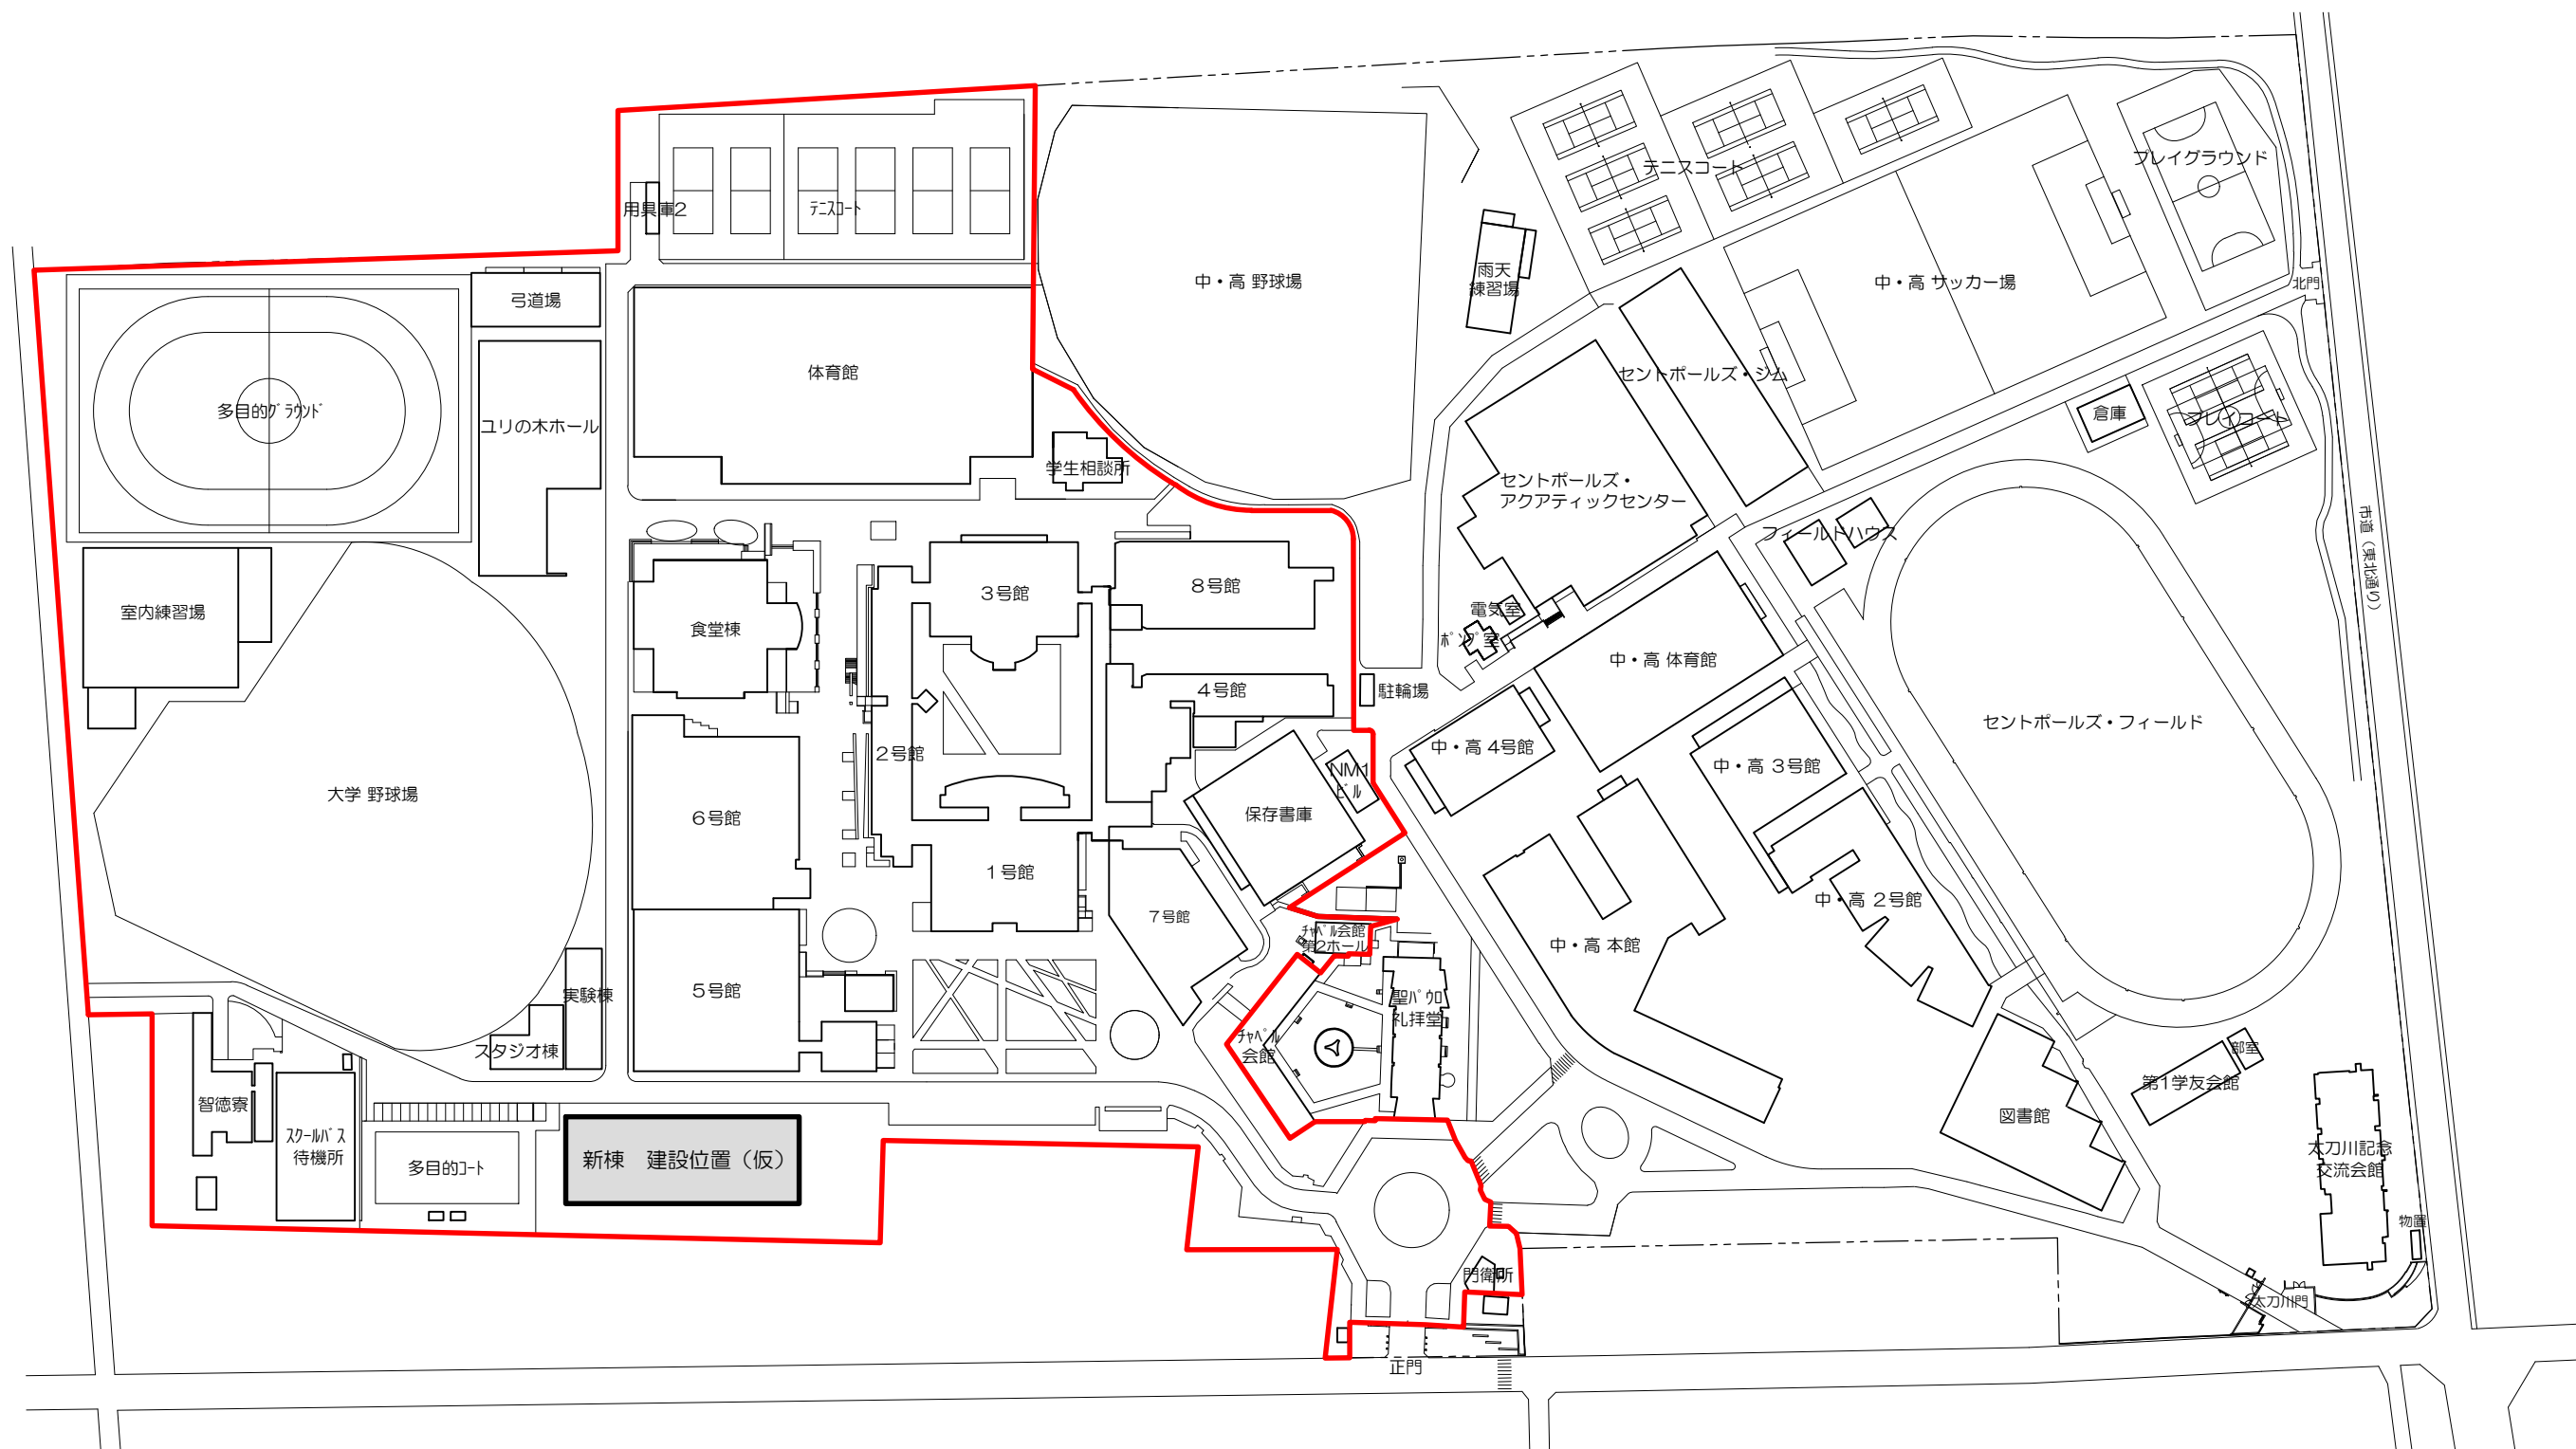 用具庫2
テニスコート
テニスコート
プレイグラウンド
弓道場
中・高 野球場
雨天
練習場
中・高 サッカー場
北門
多目的グラウンド
ユリの木ホール
体育館
学生相談所
セントポールズ・ジム
倉庫
プレイコート
セントポールズ・
アクアティックセンター
フィールドハウス
市道(東北通り)
室内練習場
食堂棟
3号館
8号館
電気室
ポンプ室
中・高 体育館
4号館
駐輪場
セントポールズ・フィールド
大学 野球場
2号館
中・高 4号館
中・高 3号館
NM1
ビル
6号館
保存書庫
1号館
7号館
中・高 2号館
チャペル会館
第2ホール
中・高 本館
実験棟
5号館
聖パウロ
礼拝堂
スタジオ棟
チャペル
会館
部室
第1学友会館
智徳寮
図書館
スクールバス
待機所
多目的コート
新棟 建設位置(仮)
太刀川記念
交流会館
物置
門衛所
太刀川門
正門